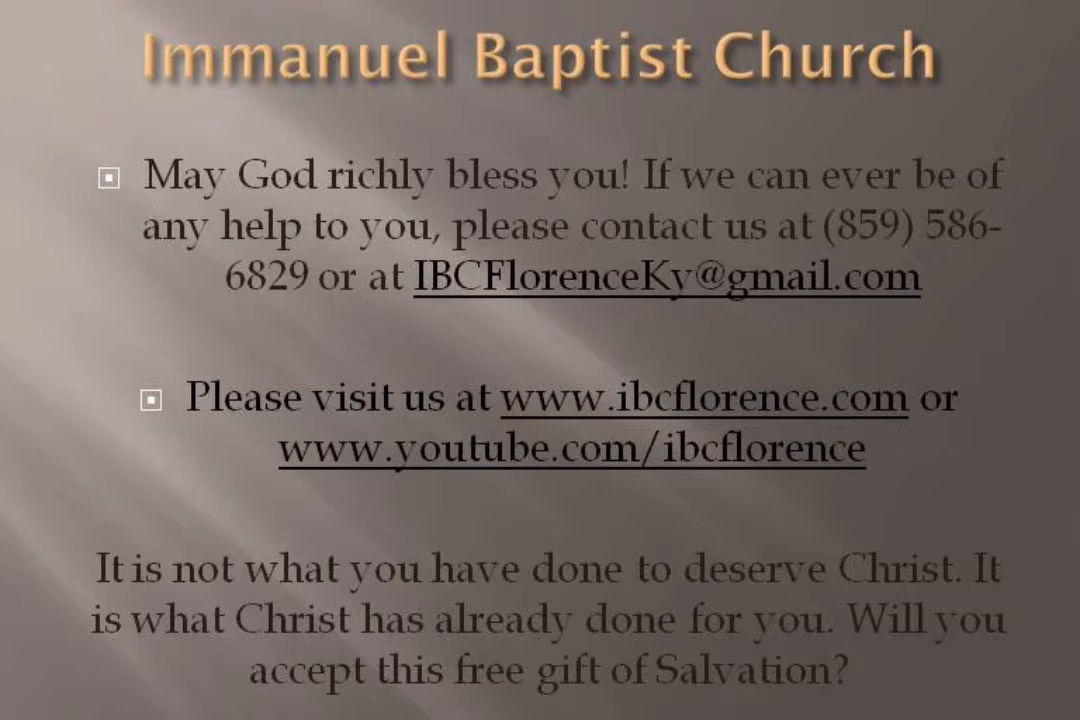 Immanuel Baptist Church
May God richly bless you! If we can ever be of
any help to you, please contact us at (859) 586-
6829 or at IBCFlorenceKy@gmail.com
Please visit us at www.ibcflorence.com or
www.youtube.com/ibcflorence
It is not what you have done to deserve Christ. It
is what Christ has already done for you. Will you
accept this free gift of Salvation?